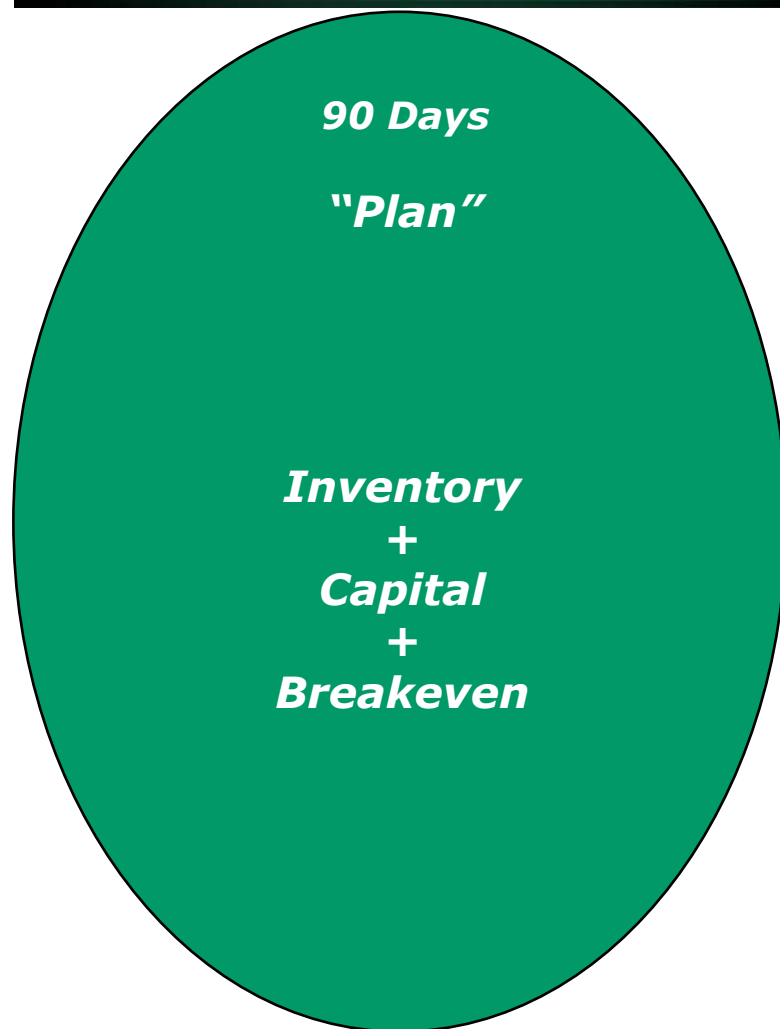 90 Days
“Plan”
Inventory
+
Capital
+
Breakeven